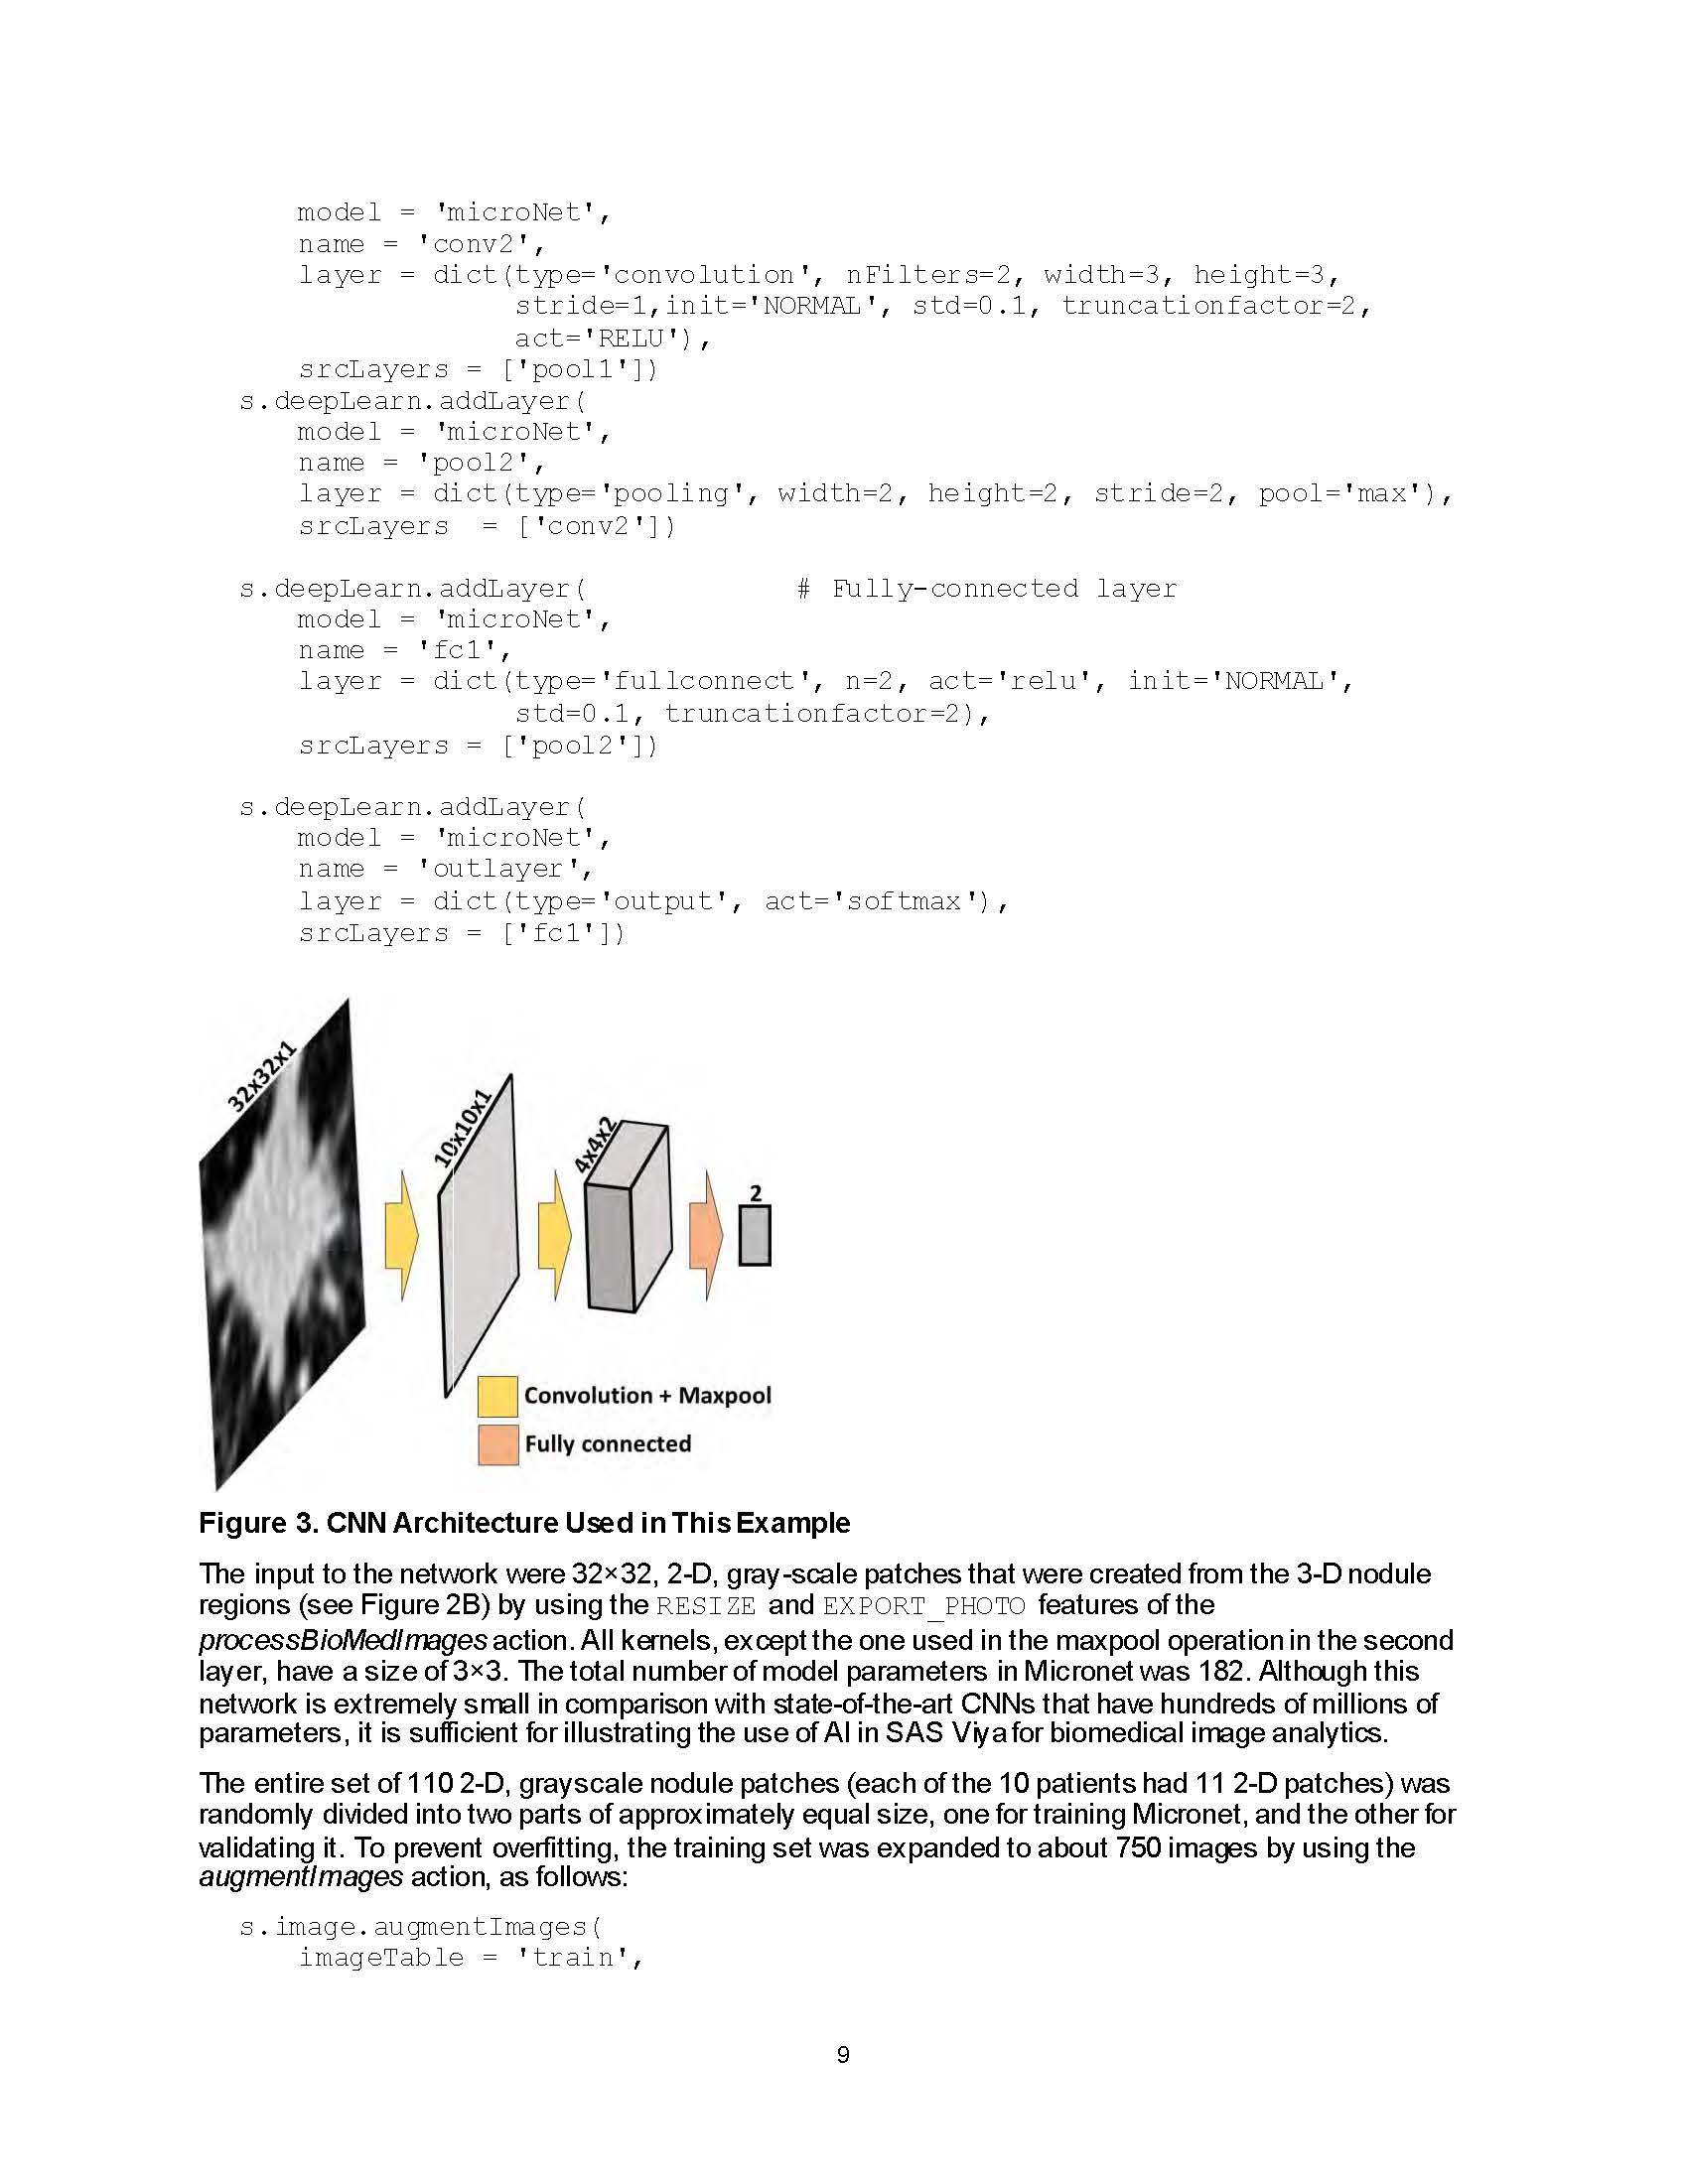 model = 'microNet',
name = 'conv2',
layer = dict(type='convolution', nFilters=2, width=3, height=3,
stride=1,init='NORMAL', std=0.1, truncationfactor=2,
act='RELU'),
srcLayers = ['pool1'])
s.deepLearn.addLayer(
model = 'microNet',
name = 'pool2',
layer = dict(type='pooling', width=2, height=2, stride=2, pool='max'),
srcLayers  = ['conv2'])
s.deepLearn.addLayer(             # Fully-connected layer
model = 'microNet',
name = 'fc1',
layer = dict(type='fullconnect', n=2, act='relu', init='NORMAL',
std=0.1, truncationfactor=2),
srcLayers = ['pool2'])
s.deepLearn.addLayer(
model = 'microNet',
name = 'outlayer',
layer = dict(type='output', act='softmax'),
srcLayers = ['fc1'])
32x32x1
10x10x1
4x4x2
2
Convolution + Maxpool
Fully connected
Figure 3. CNN Architecture Used in This Example
The input to the network were 32×32, 2-D, gray-scale patches that were created from the 3-D nodule
regions (see Figure 2B) by using the RESIZE and EXPORT_PHOTO features of the
processBioMedImages action. All kernels, except the one used in the maxpool operation in the second
layer, have a size of 3×3. The total number of model parameters in Micronet was 182. Although this
network is extremely small in comparison with state-of-the-art CNNs that have hundreds of millions of
parameters, it is sufficient for illustrating the use of AI in SAS Viya for biomedical image analytics.
The entire set of 110 2-D, grayscale nodule patches (each of the 10 patients had 11 2-D patches) was
randomly divided into two parts of approximately equal size, one for training Micronet, and the other for
validating it. To prevent overfitting, the training set was expanded to about 750 images by using the
augmentImages action, as follows:
s.image.augmentImages(
imageTable = 'train',
9